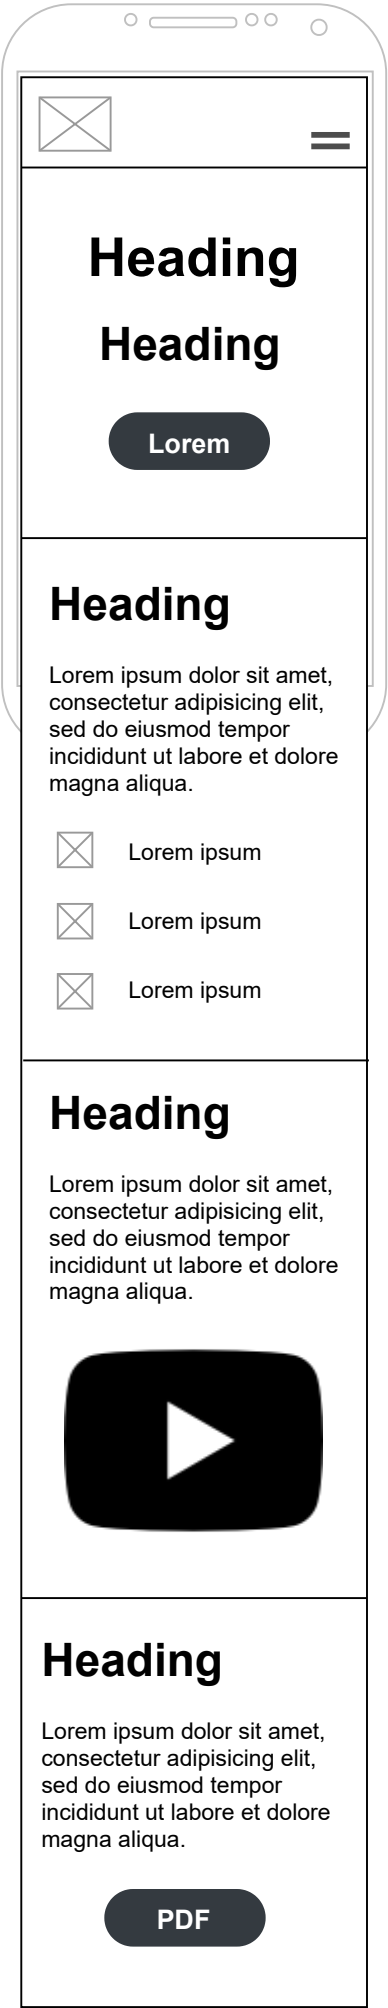 Heading
Heading
Lorem
Heading
Lorem ipsum dolor sit amet,
consectetur adipisicing elit,
sed do eiusmod tempor
incididunt ut labore et dolore
magna aliqua.
Lorem ipsum
Lorem ipsum
Lorem ipsum
Heading
Lorem ipsum dolor sit amet,
consectetur adipisicing elit,
sed do eiusmod tempor
incididunt ut labore et dolore
magna aliqua.
Heading
Lorem ipsum dolor sit amet,
consectetur adipisicing elit,
sed do eiusmod tempor
incididunt ut labore et dolore
magna aliqua.
PDF